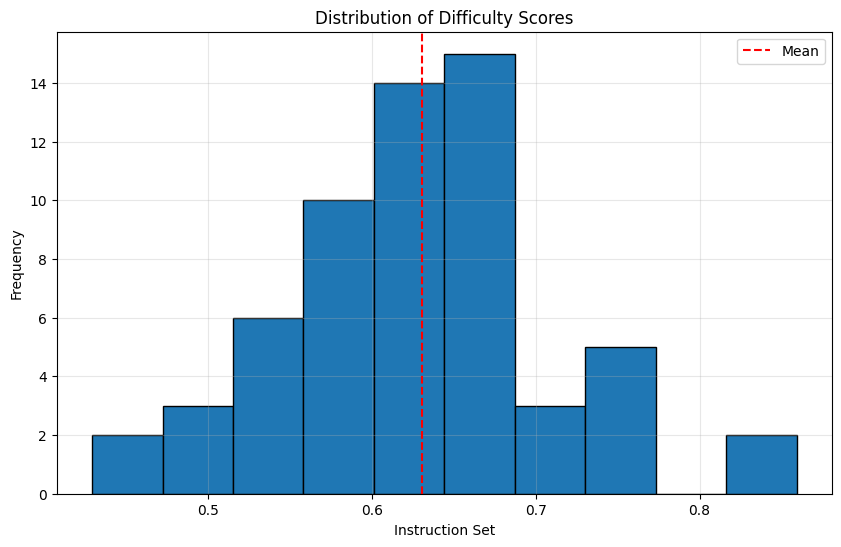 Distribution of Difficulty Scores
Mean
14
12
10
8
6
4
2
0
Frequency
0.5 0.6 0.7 0.8
Instruction Set